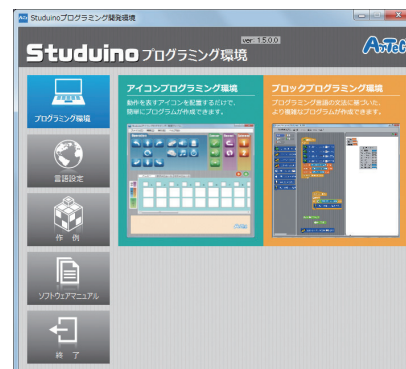 Studuinoプログラミング開発環境
ver. 1.5.0.0
Studuino プログラミング環境
ArTeC
プログラミング環境
言語設定
作 例
ソフトウェアマニュアル
終 了
アイコンプログラミング環境
動作を表すアイコンを配置するだけで、
簡単にプログラムが作成できます。
ブロックプログラミング環境
プログラミング言語の文法に基づいた、
より複雑なプログラムが作成できます。